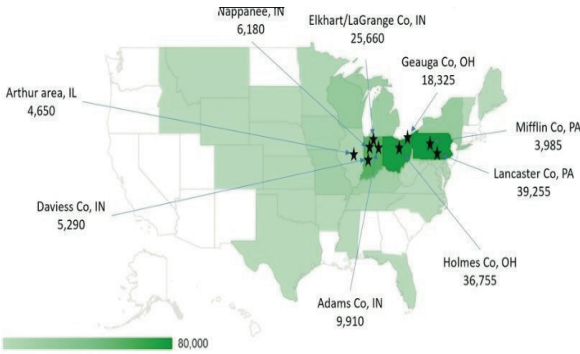 Nappanee, IN
6,180
Elkhart/LaGrange Co, IN
25,660
Geauga Co, OH
18,325
Arthur area, IL
4,650
Mifflin Co, PA
3,985
Lancaster Co, PA
39,255
Daviess Co, IN
5,290
Holmes Co, OH
36,755
Adams Co, IN
9,910
80,000